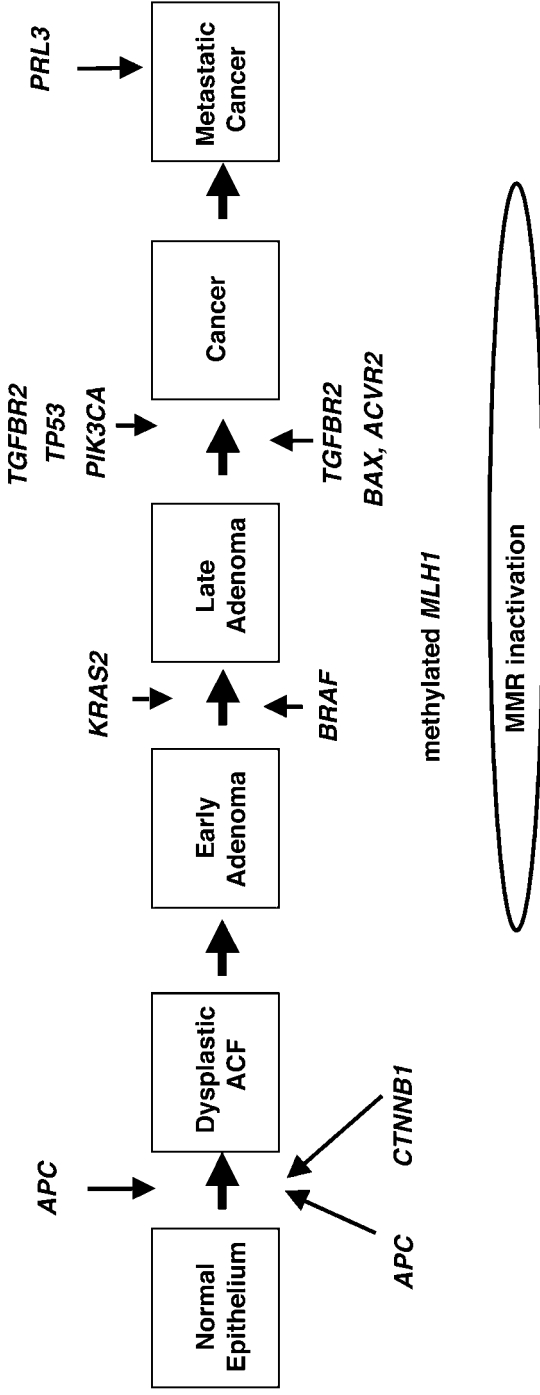 APC
KRAS2
TGFBR2
TP53
PIK3CA
PRL3
Normal
Epithelium
Dysplastic
ACF
Early
Adenoma
Late
Adenoma
Cancer
Metastatic
Cancer
APC
CTNNB1
BRAF
TGFBR2
BAX, ACVR2
methylated MLH1
MMR inactivation